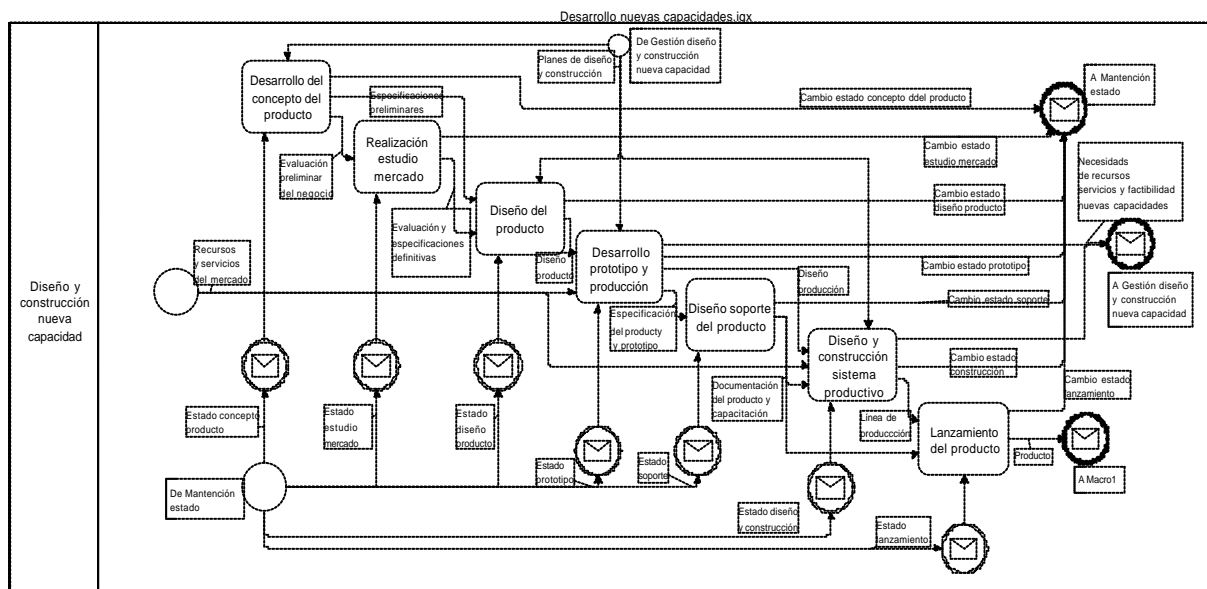 Desarrollo nuevas capacidades.igx
Diseño y
construcción
nueva
capacidad
Planes de diseño
y construcción
De Gestión diseño
y construcción
nueva capacidad
Desarrollo del
concepto del
producto
Especificaciones
preliminares
Cambio estado concepto ddel producto
A Mantención
estado
Evaluación
preliminar
del negocio
Realización
estudio
mercado
Cambio estado
estudio mercado
Necesidads
de recursos
servicios y factibilidad
nuevas capacidades
Evaluación y
especificaciones
definitivas
Diseño del
producto
Cambio estado
diseño producto
Recursos
y servicios
del mercado
Diseño
producto
Desarrollo
prototipo y
producción
Diseño
producción
Cambio estado prototipo
A Gestión diseño
y construcción
nueva capacidad
Especificación
del producty
y prototipo
Diseño soporte
del producto
Cambio estado soporte
Diseño y
construcción
sistema
productivo
Cambio estado
construcción
Documentación
del producto y
capacitación
Cambio estado
lanzamiento
Línea de
produccción
Lanzamiento
del producto
Producto
A Macro1
Estado concepto
producto
Estado
estudio
mercado
Estado
diseño
producto
Estado
prototipo
Estado
soporte
De Mantención
estado
Estado diseño
y construcción
Estado
lanzamiento